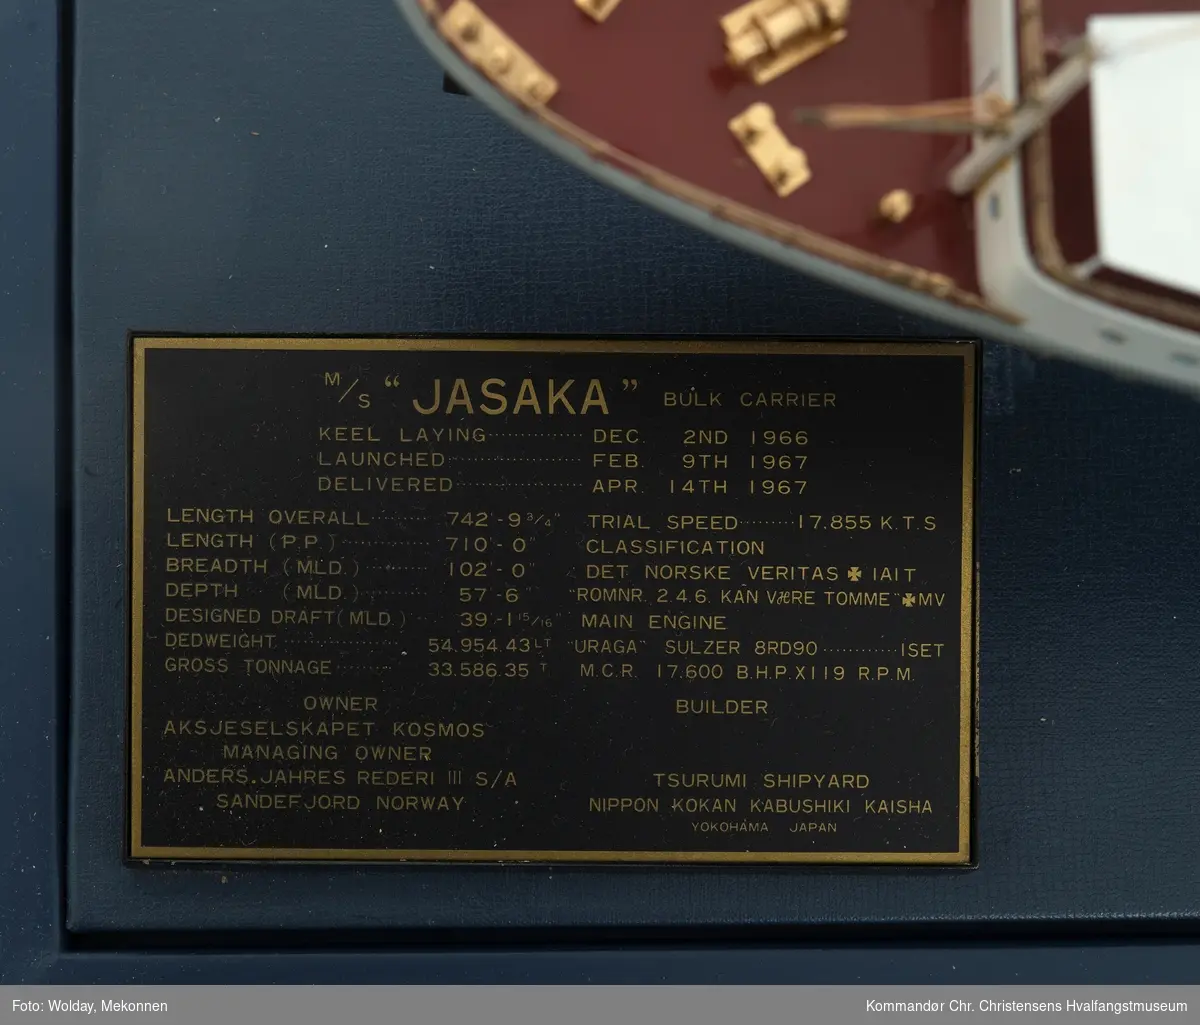 M/S "JASAKA" BULK CARRIER
KEEL LAYING ············· DEC. 2ND 1966
LAUNCHED ··················· FEB. 9TH 1967
DELIVERED ·················· APR. 14TH 1967
LENGTH OVERALL ········ 742'-9 3/4"
LENGTH (P.P.) ············ 710'-0"
BREADTH (MLD.) ········· 102'-0"
DEPTH (MLD.) ·········· 57'-6"
DESIGNED DRAFT (MLD.) ··· 39'-1 15/16"
DEDWEIGHT ················ 54.954.43 LT
GROSS TONNAGE ········ 33.586.35 T
TRIAL SPEED ······· 17.855 K.T.S
CLASSIFICATION
DET NORSKE VERITAS ✠ IAIT
"ROMNR. 2.4.6. KAN VÆRE TOMME" ✠ MV
MAIN ENGINE
"URAGA" SULZER 8RD90 ·········· 1SET
M.C.R. 17.600 B.H.P.X119 R.P.M.
OWNER
AKSJESELSKAPET KOSMOS
MANAGING OWNER
ANDERS.JAHRES REDERI III S/A
SANDEFJORD NORWAY
BUILDER
TSURUMI SHIPYARD
NIPPON KOKAN KABUSHIKI KAISHA
YOKOHAMA JAPAN
Foto: Wolday, Mekonnen
Kommandør Chr. Christensens Hvalfangstmuseum